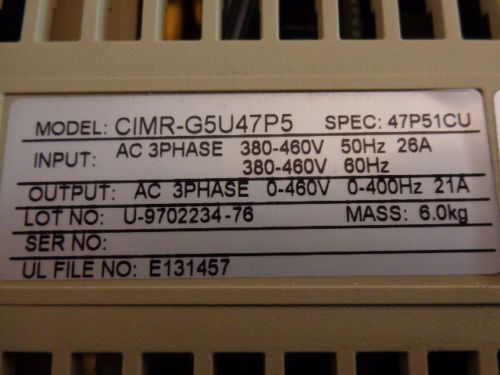 MODEL: CIMR-G5U47P5 SPEC: 47P51CU
INPUT: AC 3PHASE 380-460V 50Hz 26A
380-460V 60Hz
OUTPUT: AC 3PHASE 0-460V 0-400Hz 21A
LOT NO: U-9702234-76 MASS: 6.0kg
SER NO:
UL FILE NO: E131457